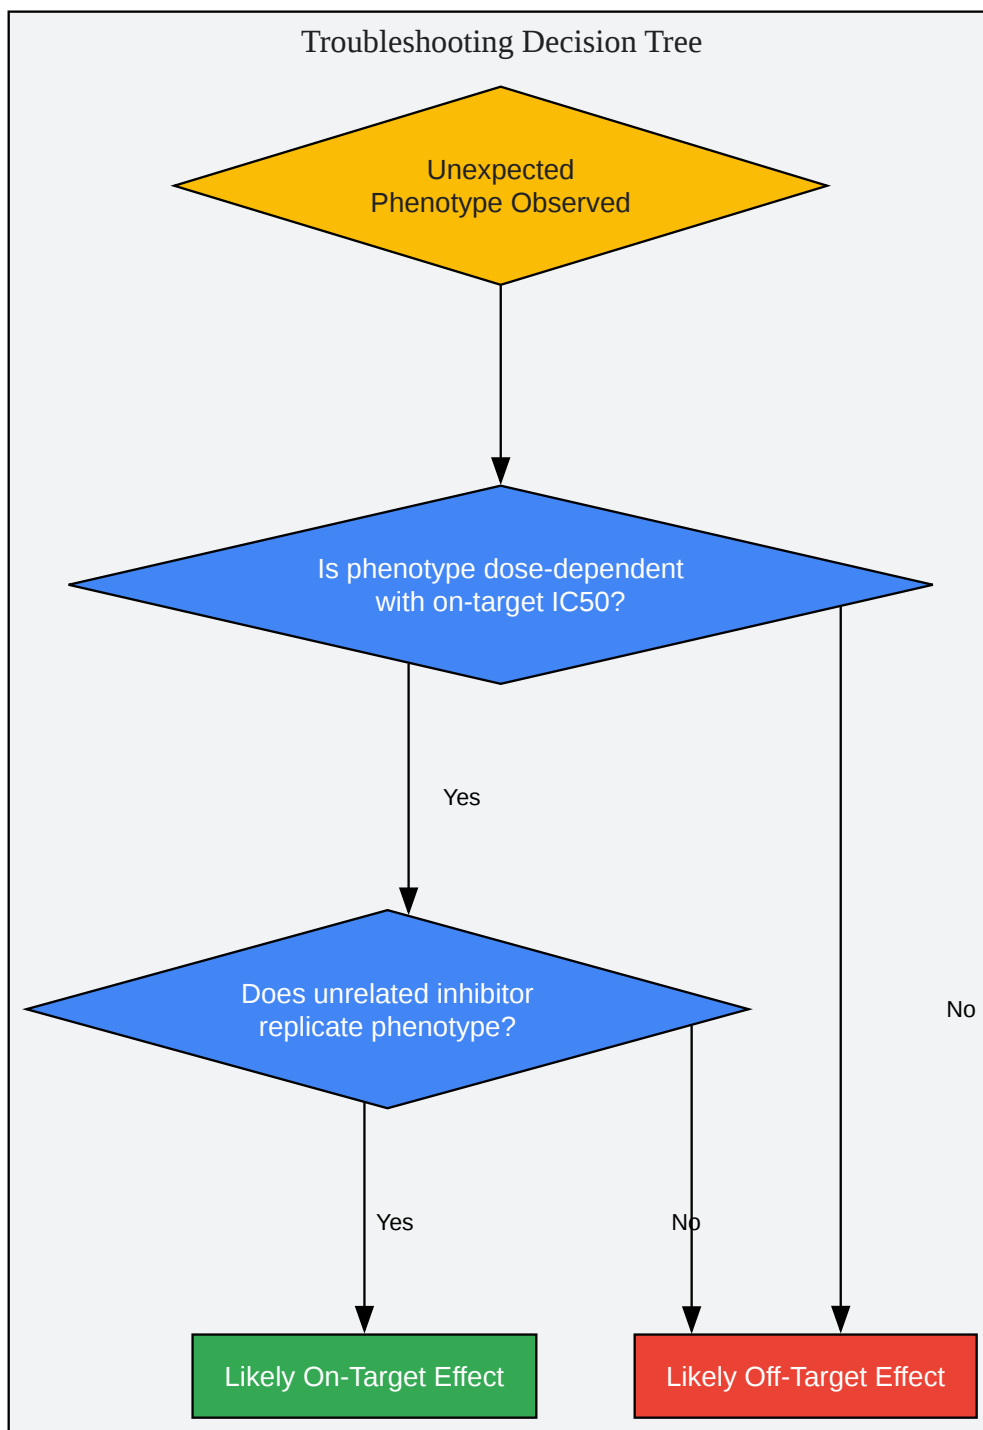 Troubleshooting Decision Tree
Unexpected
Phenotype Observed
Is phenotype dose-dependent
with on-target IC50?
Yes
Does unrelated inhibitor
replicate phenotype?
No
Yes
No
Likely On-Target Effect
Likely Off-Target Effect